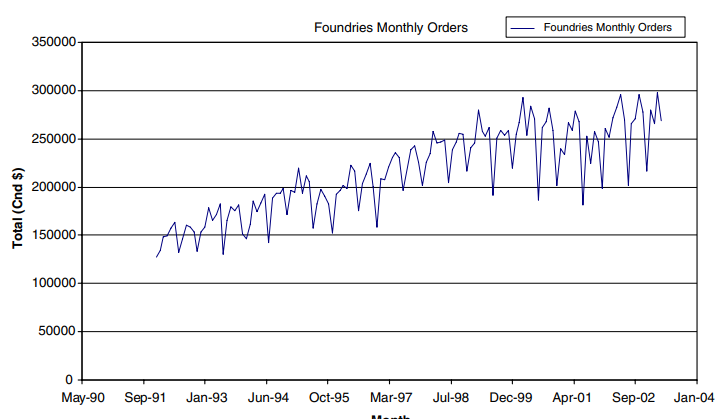 Foundries Monthly Orders
Foundries Monthly Orders
350000
300000
250000
200000
150000
100000
50000
0
Total (Cnd $)
May-90 Sep-91 Jan-93 Jun-94 Oct-95 Mar-97 Jul-98 Dec-99 Apr-01 Sep-02 Jan-04
Month